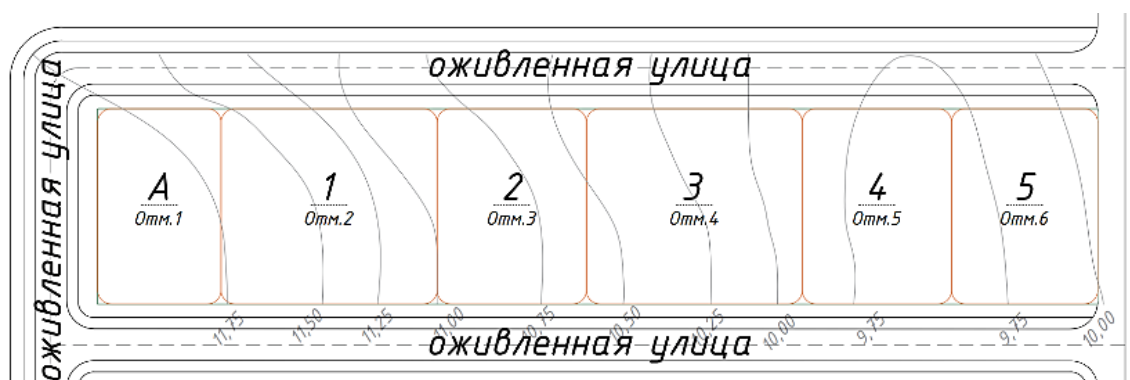 оживленная улица
оживленная улица
А
Отм.1
1
Отм.2
2
Отм.3
3
Отм.4
4
Отм.5
5
Отм.6
11,75
11,50
11,25
11,00
10,75
10,50
10,25
10,00
9,75
9,75
10,00
оживленная улица